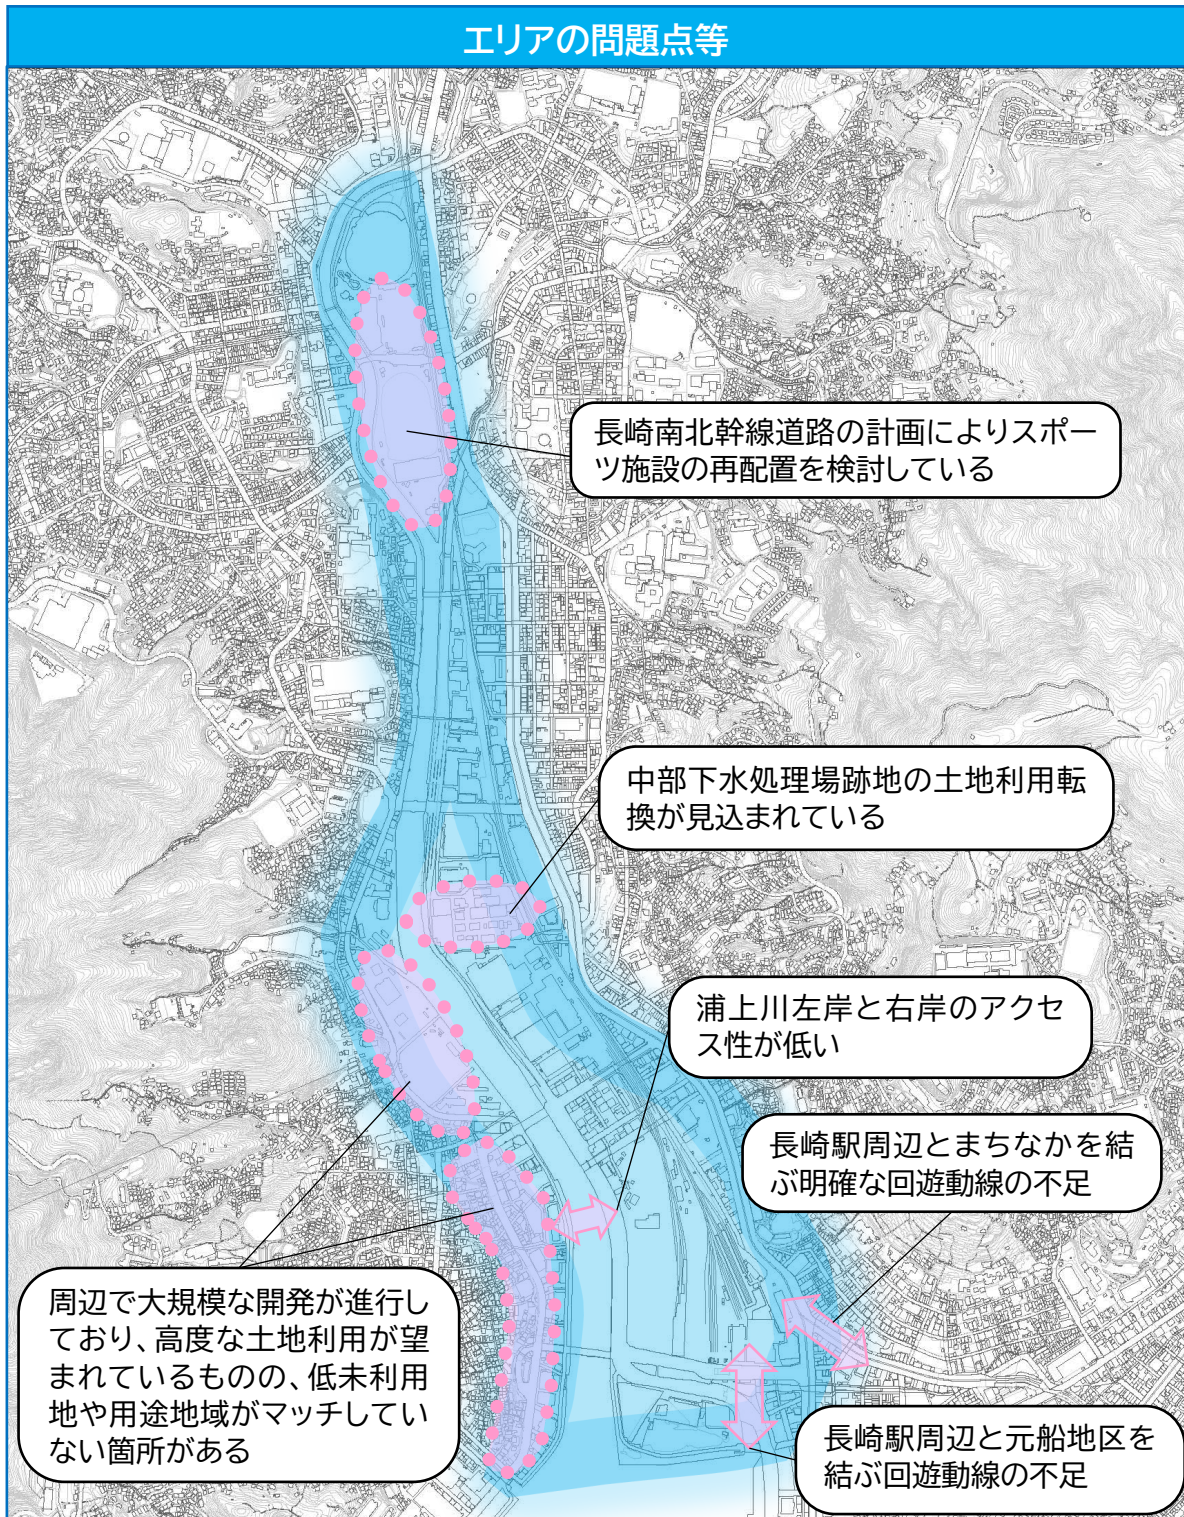 エリアの問題点等
長崎南北幹線道路の計画によりスポー
ツ施設の再配置を検討している
中部下水処理場跡地の土地利用転
換が見込まれている
浦上川左岸と右岸のアクセ
ス性が低い
長崎駅周辺とまちなかを結
ぶ明確な回遊動線の不足
周辺で大規模な開発が進行し
ており、高度な土地利用が望
まれているものの、低未利用
地や用途地域がマッチしてい
ない箇所がある
長崎駅周辺と元船地区を
結ぶ回遊動線の不足